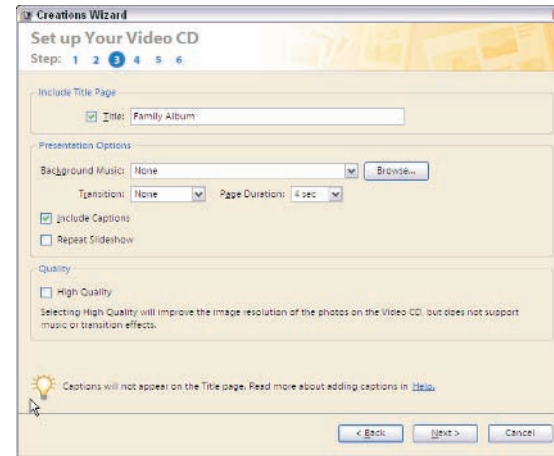 Creations Wizard
Set up Your Video CD
Step: 1 2 3 4 5 6
Include Title Page
Title: Family Album
Presentation Options
Background Music: None Browse...
Transition: None Page Duration: 4 sec
Include Captions
Repeat Slideshow
Quality
High Quality
Selecting High Quality will improve the image resolution of the photos on the Video CD, but does not support
music or transition effects.
Captions will not appear on the Title page. Read more about adding captions in Help.
< Back Next > Cancel